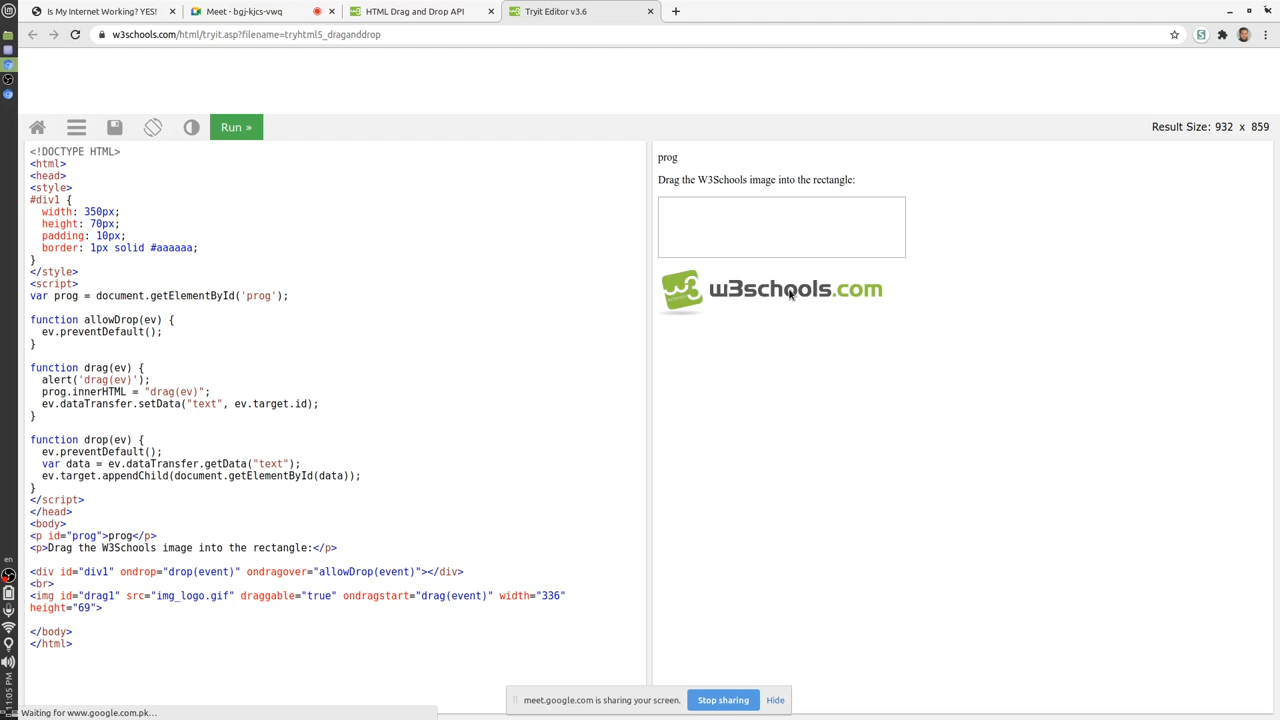 Is My Internet Working? YES!
Meet - bgj-kjcs-vwq
HTML Drag and Drop API
Tryit Editor v3.6
w3schools.com/html/tryit.asp?filename=tryhtml5_draganddrop
Run »
Result Size: 932 x 859
<!DOCTYPE HTML>
<html>
<head>
<style>
#div1 {
  width: 350px;
  height: 70px;
  padding: 10px;
  border: 1px solid #aaaaaa;
}
</style>
<script>
var prog = document.getElementById('prog');

function allowDrop(ev) {
  ev.preventDefault();
}

function drag(ev) {
  alert('drag(ev)');
  prog.innerHTML = "drag(ev)";
  ev.dataTransfer.setData("text", ev.target.id);
}

function drop(ev) {
  ev.preventDefault();
  var data = ev.dataTransfer.getData("text");
  ev.target.appendChild(document.getElementById(data));
}
</script>
</head>
<body>
<p id="prog">prog</p>
<p>Drag the W3Schools image into the rectangle:</p>

<div id="div1" ondrop="drop(event)" ondragover="allowDrop(event)"></div>
<br>
<img id="drag1" src="img_logo.gif" draggable="true" ondragstart="drag(event)" width="336"
height="69">

</body>
</html>
prog
Drag the W3Schools image into the rectangle:
w3schools.com
en
11:05 PM
meet.google.com is sharing your screen.
Stop sharing
Hide
Waiting for www.google.com.pk...